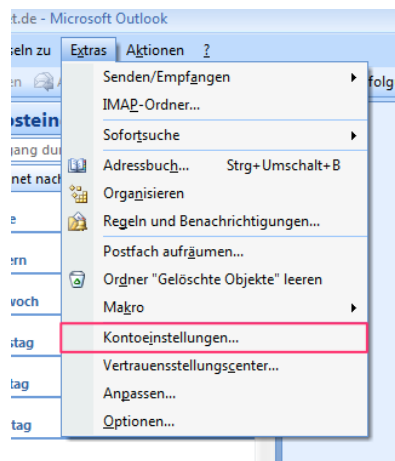 t.de - Microsoft Outlook
seln zu Extras Aktionen ?
en
Senden/Empfangen
folg
IMAP-Ordner...
ostein
Sofortsuche
gang du
Adressbuch... Strg+Umschalt+B
net nach
Organisieren
e
Regeln und Benachrichtigungen...
Postfach aufräumen...
ern
Ordner "Gelöschte Objekte" leeren
woch
Makro
Kontoeinstellungen...
stag
Vertrauensstellungscenter...
tag
Anpassen...
tag
Optionen...